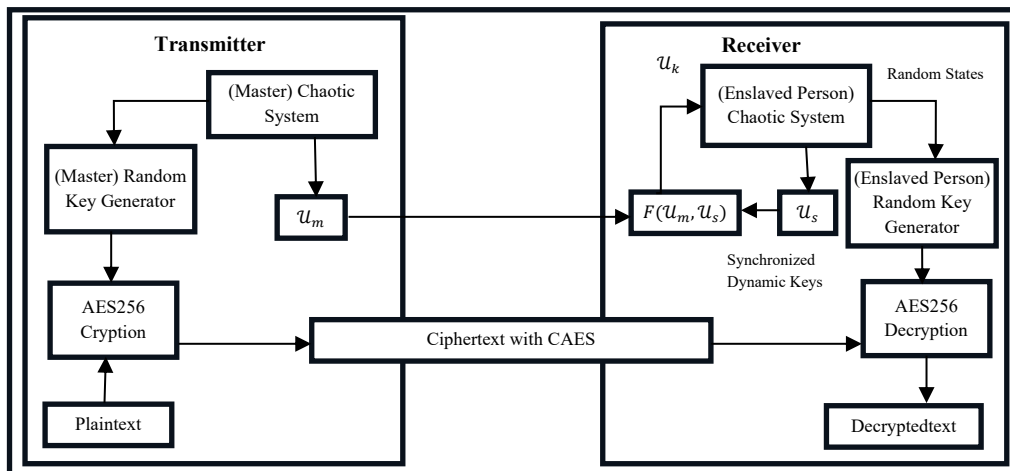 Transmitter
(Master) Chaotic
System
(Master) Random
Key Generator
𝒰m
AES256
Cryption
Plaintext
Ciphertext with CAES
Receiver
𝒰k
(Enslaved Person)
Chaotic System
Random States
F(𝒰m, 𝒰s)
𝒰s
(Enslaved Person)
Random Key
Generator
Synchronized
Dynamic Keys
AES256
Decryption
Decryptedtext